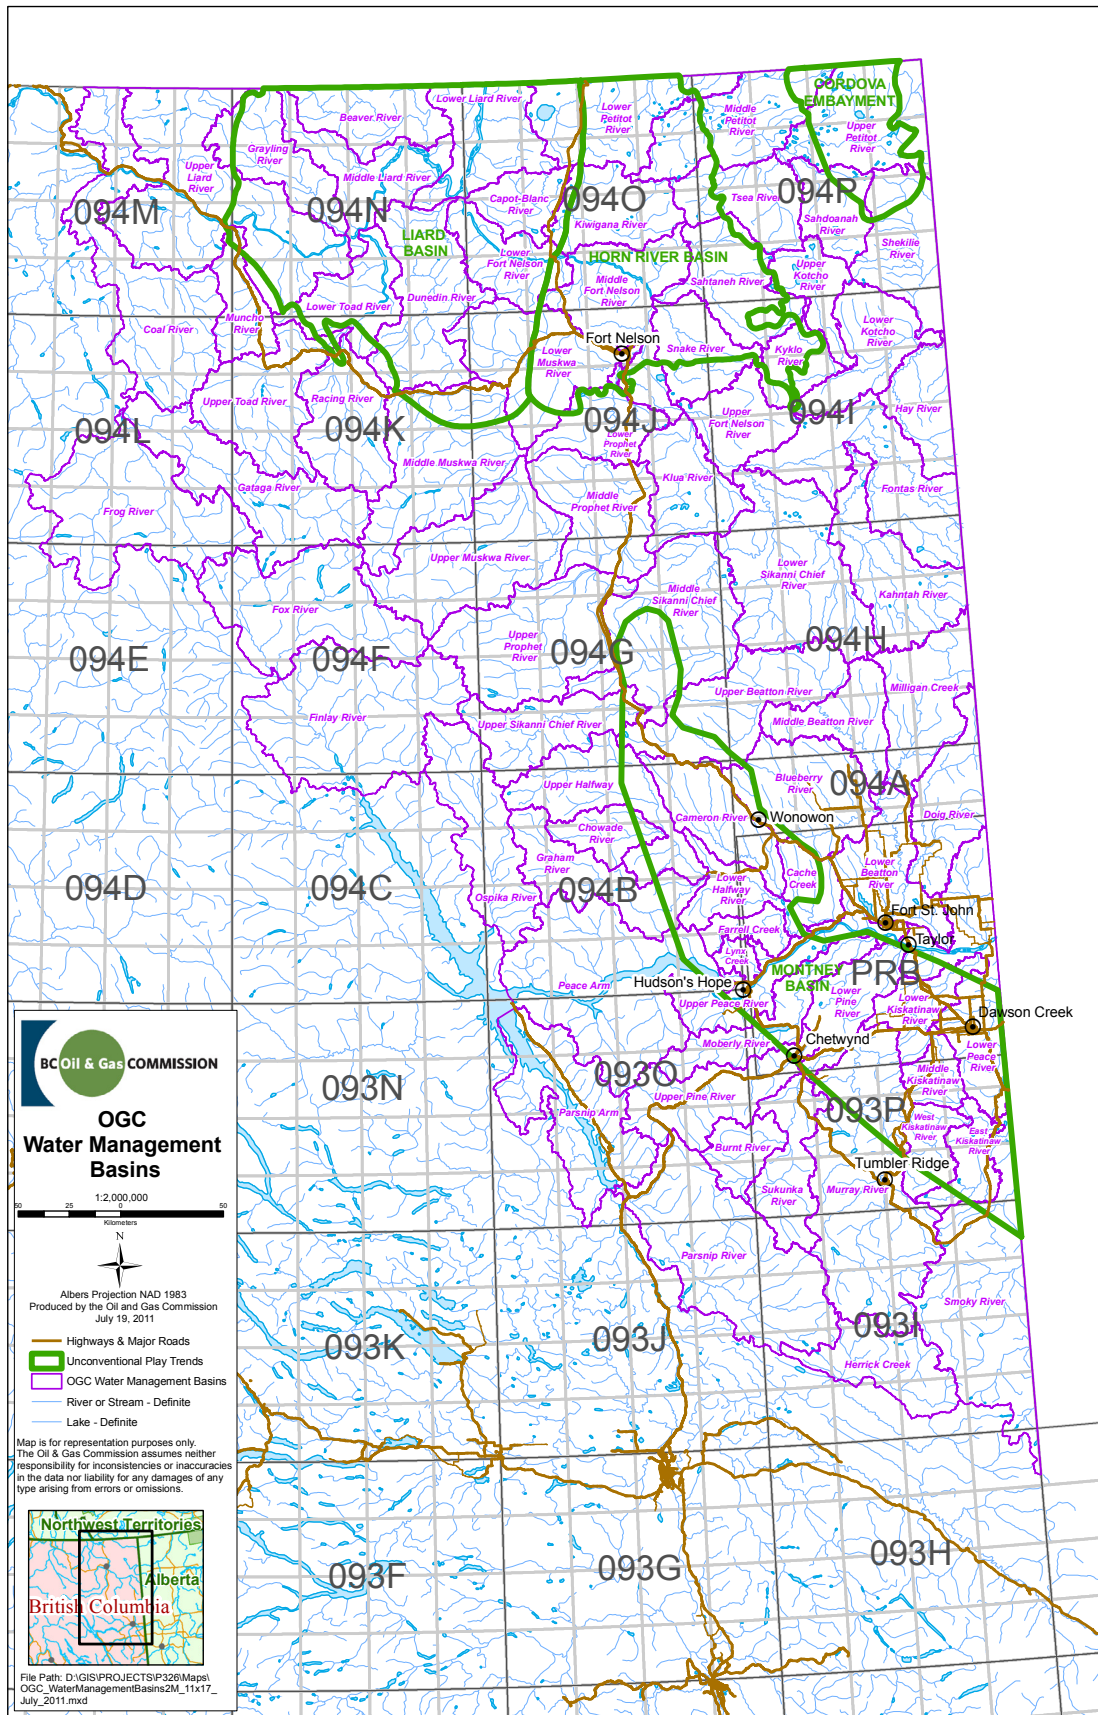 CORDOVA
EMBAYMENT
Lower Liard River
Beaver River
Lower
Petitot
River
Middle
Petitot
River
Upper
Petitot
River
Grayling
River
Upper
Liard
River
Middle Liard River
094M
094N
Capot-Blanc
River
094O
Tsea River
094P
Kiwigana River
Sahdoanah
River
LIARD
BASIN
Shekilie
River
Lower
Fort Nelson
River
HORN RIVER BASIN
Middle
Fort Nelson
River
Sahtaneh River
Upper
Kotcho
River
Dunedin River
Lower Toad River
Muncho
River
Coal River
Lower
Kotcho
River
Fort Nelson
Lower
Muskwa
River
Snake River
Kyklo
River
Upper Toad River
Racing River
094L
094K
094J
094I
Hay River
Upper
Fort Nelson
River
Lower
Prophet
River
Middle Muskwa River
Klua River
Gataga River
Fontas River
Frog River
Middle
Prophet River
Upper Muskwa River
Lower
Sikanni Chief
River
Kahntah River
Middle
Sikanni Chief
River
Fox River
Upper
Prophet
River
094E
094F
094G
094H
Milligan Creek
Upper Beatton River
Finlay River
Upper Sikanni Chief River
Middle Beatton River
Upper Halfway
Blueberry
River
094A
Cameron River
Wonowon
Doig River
Chowade
River
Graham
River
Lower
Beatton
River
Cache
Creek
094D
094C
094B
Lower
Halfway
River
Ospika River
Fort St. John
Farrell Creek
Taylor
Lynx
Creek
MONTNEY
BASIN
PRB
Hudson's Hope
Peace Arm
Upper Peace River
Lower
Pine
River
Lower
Kiskatinaw
River
Dawson Creek
Chetwynd
Moberly River
Lower
Peace
River
093N
093O
Middle
Kiskatinaw
River
Upper Pine River
093P
Parsnip Arm
West
Kiskatinaw
River
East
Kiskatinaw
River
Burnt River
Tumbler Ridge
Sukunka
River
Murray River
Parsnip River
Smoky River
093K
093J
093I
Herrick Creek
093F
093G
093H
BC Oil & Gas COMMISSION
OGC
Water Management
Basins
1:2,000,000
50 25 0 50
Kilometers
N
Albers Projection NAD 1983
Produced by the Oil and Gas Commission
July 19, 2011
Highways & Major Roads
Unconventional Play Trends
OGC Water Management Basins
River or Stream - Definite
Lake - Definite
Map is for representation purposes only.
The Oil & Gas Commission assumes neither
responsibility for inconsistencies or inaccuracies
in the data nor liability for any damages of any
type arising from errors or omissions.
Northwest Territories
Alberta
British Columbia
File Path: D:\GIS\PROJECTS\P326\Maps\
OGC_WaterManagementBasins2M_11x17_
July_2011.mxd